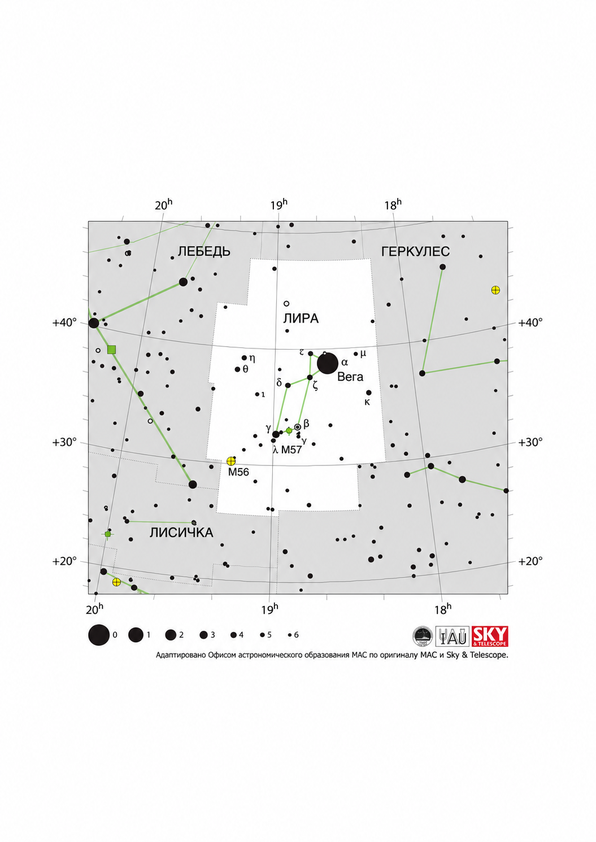 20h 19h 18h
ЛЕБЕДЬ ГЕРКУЛЕС
ЛИРА
+40° +40°
η
θ
ι
ε
α
μ
Вега
δ
ζ
κ
γ
β
ν
λ M57
+30° +30°
M56
ЛИСИЧКА
+20° +20°
20h 19h 18h
0 1 2 3 4 5 6
IAU
SKY
& TELESCOPE
Адаптировано Офисом астрономического образования МАС по оригиналу МАС и Sky & Telescope.